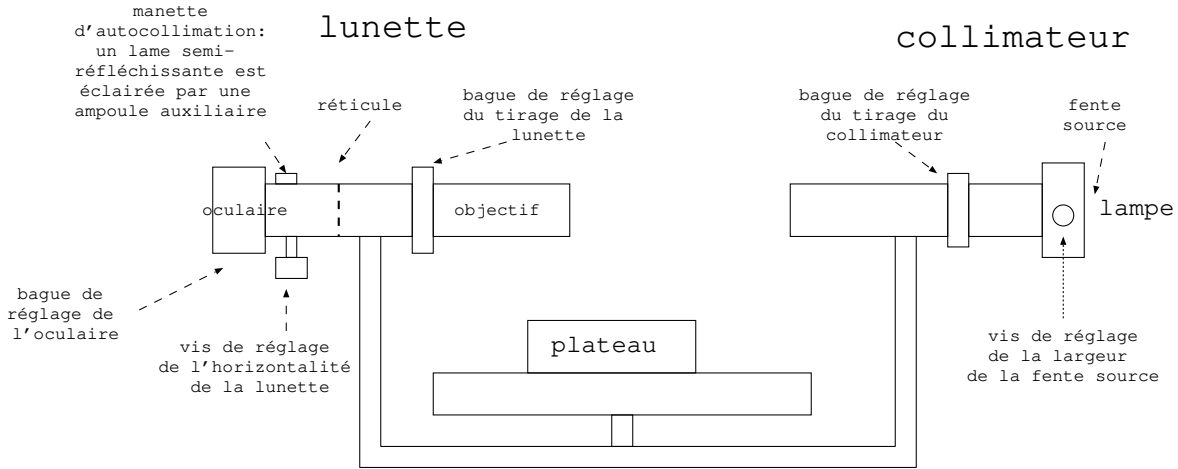 manette
d'autocollimation:
un lame semi-
réfléchissante est
éclairée par une
ampoule auxiliaire
lunette
collimateur
réticule
bague de réglage
du tirage de la
lunette
bague de réglage
du tirage du
collimateur
fente
source
oculaire
objectif
lampe
bague de
réglage de
l'oculaire
vis de réglage
de l'horizontalité
de la lunette
plateau
vis de réglage
de la largeur
de la fente source